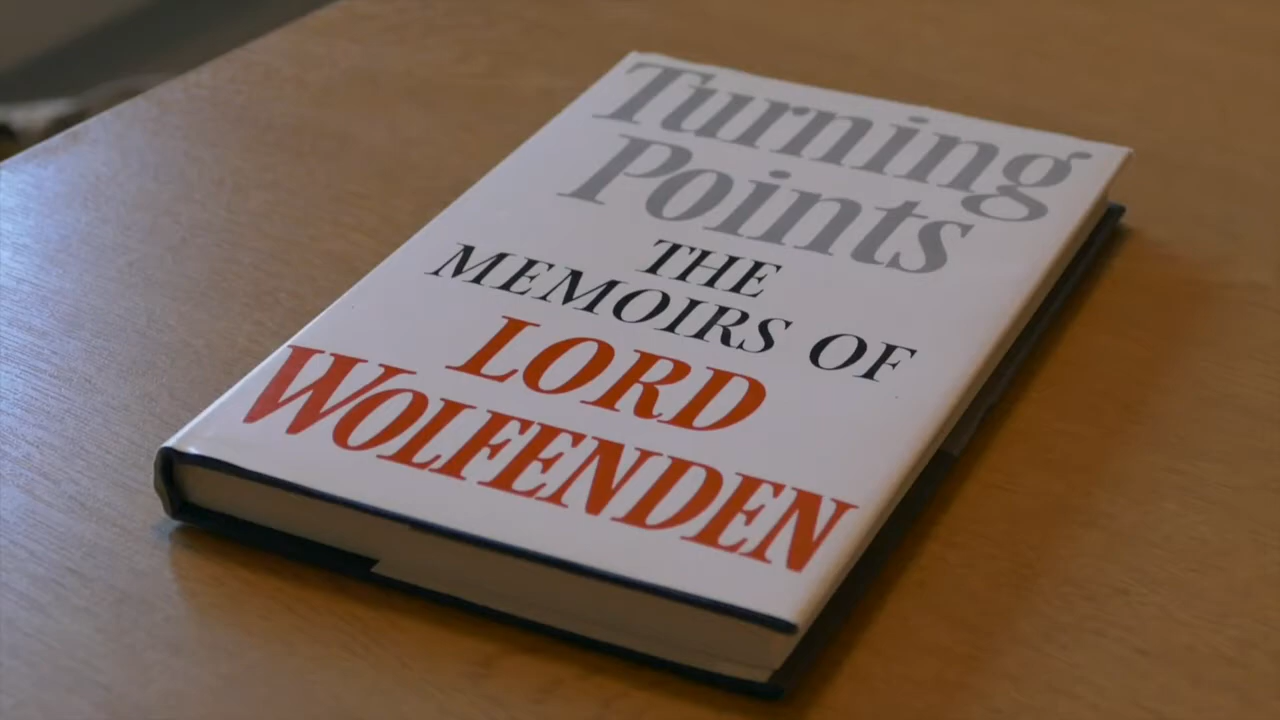 Turning
Points
THE
MEMOIRS OF
LORD
WOLFENDEN